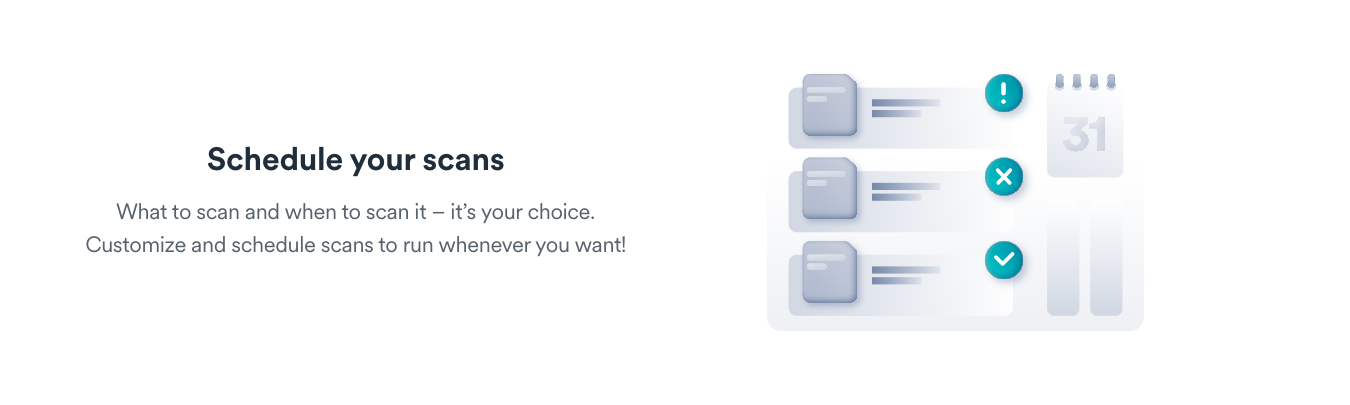 Schedule your scans
What to scan and when to scan it – it’s your choice.
Customize and schedule scans to run whenever you want!
31